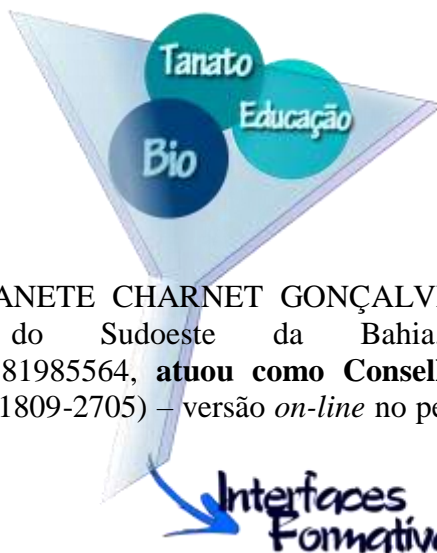 Tanato
Educação
Bio
ANETE CHARNET GONÇALV
do Sudoeste da Bahia
81985564, atuou como Consel
1809-2705) – versão on-line no pe
Interfaces
Formativ